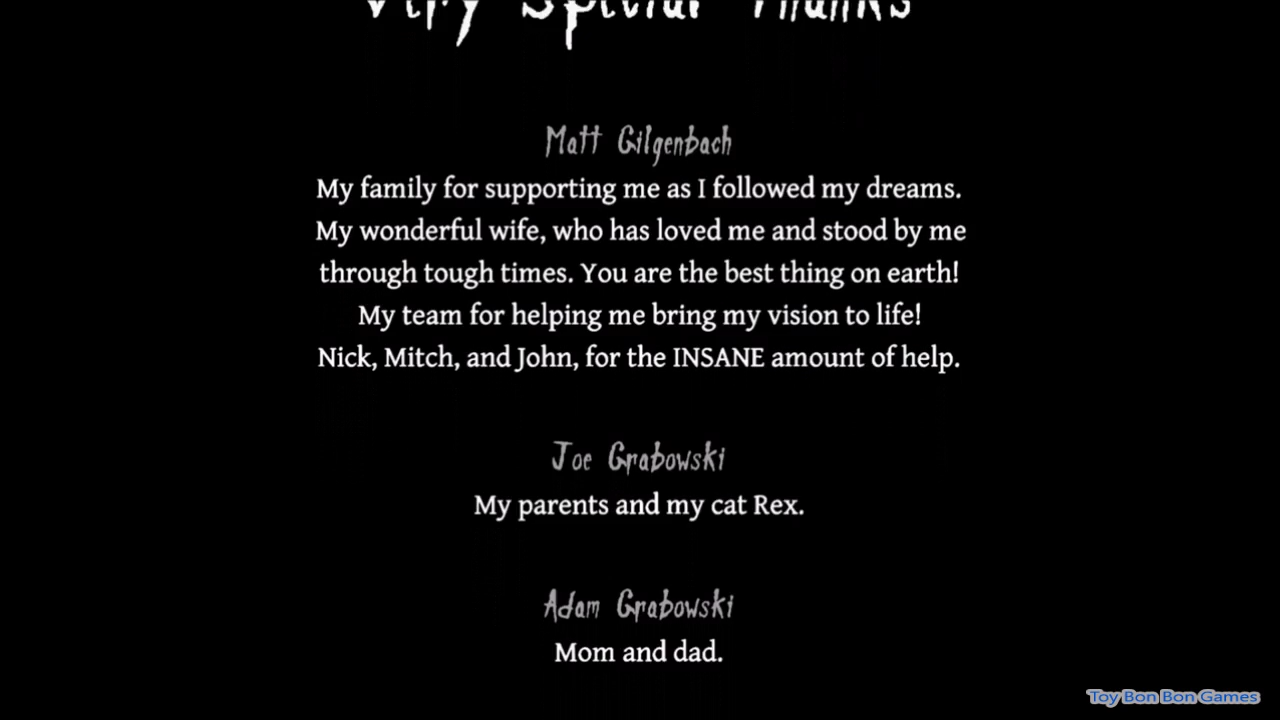 Very Special Thanks
Matt Gilgenbach
My family for supporting me as I followed my dreams.
My wonderful wife, who has loved me and stood by me
through tough times. You are the best thing on earth!
My team for helping me bring my vision to life!
Nick, Mitch, and John, for the INSANE amount of help.
Joe Grabowski
My parents and my cat Rex.
Adam Grabowski
Mom and dad.
Toy Bon Bon Games